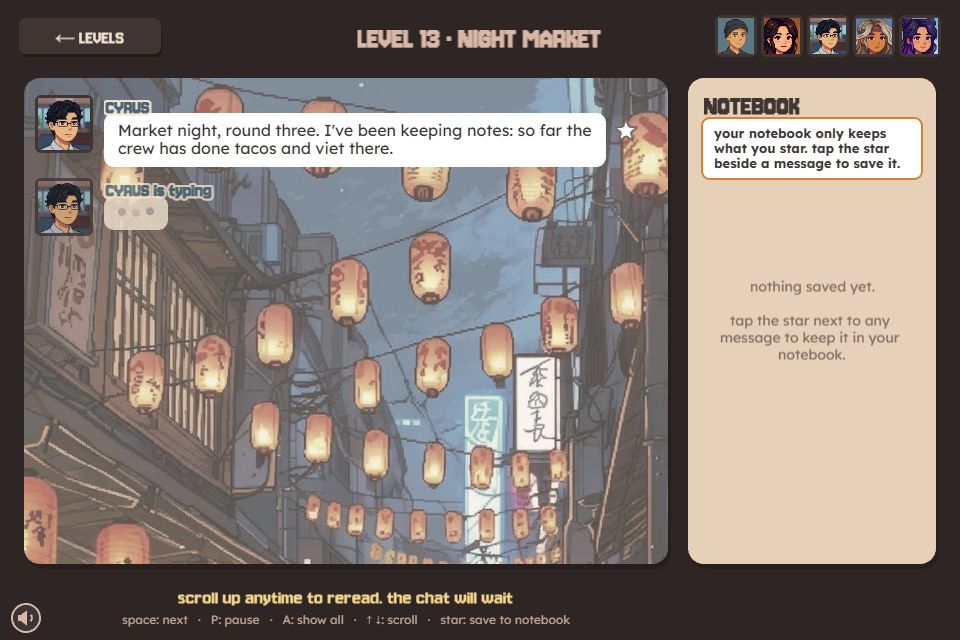 ← LEVELS
LEVEL 13 · NIGHT MARKET
CYRUS
Market night, round three. I've been keeping notes: so far the
crew has done tacos and viet there.
CYRUS is typing
NOTEBOOK
your notebook only keeps
what you star. tap the star
beside a message to save it.
nothing saved yet.
tap the star next to any
message to keep it in your
notebook.
scroll up anytime to reread. the chat will wait
space: next · P: pause · A: show all · ↑↓: scroll · star: save to notebook